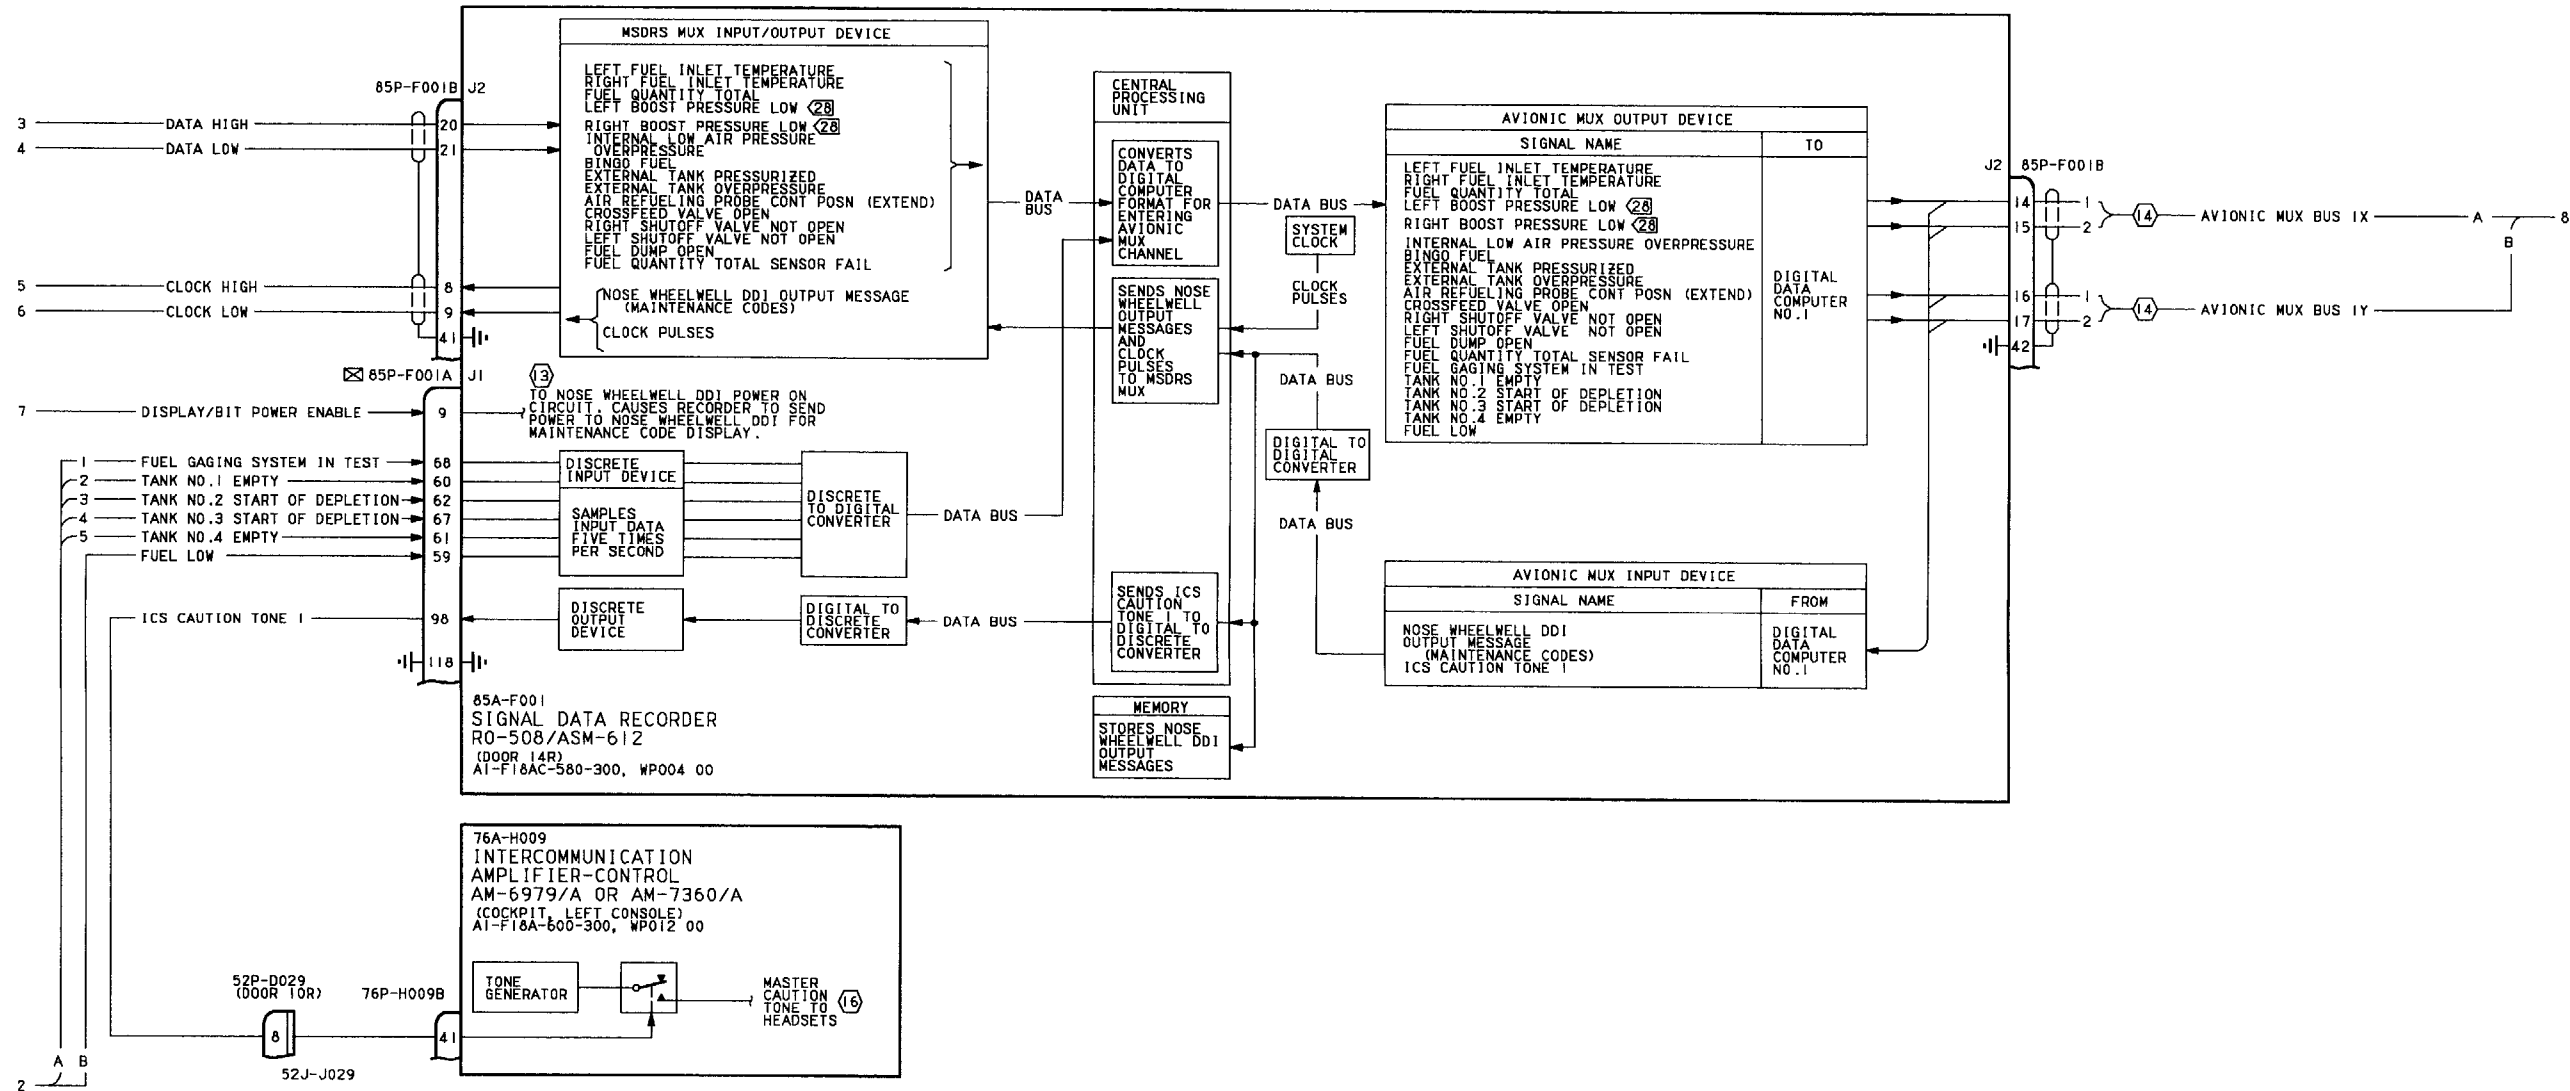 MSDRS MUX INPUT/OUTPUT DEVICE
LEFT FUEL INLET TEMPERATURE
RIGHT FUEL INLET TEMPERATURE
FUEL QUANTITY TOTAL
LEFT BOOST PRESSURE LOW 28
RIGHT BOOST PRESSURE LOW 28
INTERNAL LOW AIR PRESSURE
OVERPRESSURE
BINGO FUEL
EXTERNAL TANK PRESSURIZED
EXTERNAL TANK OVERPRESSURE
AIR REFUELING PROBE CONT POSN (EXTEND)
CROSSFEED VALVE OPEN
RIGHT SHUTOFF VALVE NOT OPEN
LEFT SHUTOFF VALVE NOT OPEN
FUEL DUMP OPEN
FUEL QUANTITY TOTAL SENSOR FAIL
NOSE WHEELWELL DDI OUTPUT MESSAGE
(MAINTENANCE CODES)
CLOCK PULSES
85P-F001B J2
3 DATA HIGH 20
4 DATA LOW 21
5 CLOCK HIGH 8
6 CLOCK LOW 9
41
85P-F001A J1
7 DISPLAY/BIT POWER ENABLE 9
13
TO NOSE WHEELWELL DDI POWER ON
CIRCUIT. CAUSES RECORDER TO SEND
POWER TO NOSE WHEELWELL DDI FOR
MAINTENANCE CODE DISPLAY.
1 FUEL GAGING SYSTEM IN TEST 68
2 TANK NO.1 EMPTY 60
3 TANK NO.2 START OF DEPLETION 62
4 TANK NO.3 START OF DEPLETION 67
5 TANK NO.4 EMPTY 61
FUEL LOW 59
ICS CAUTION TONE 1 98
118
DISCRETE
INPUT DEVICE
SAMPLES
INPUT DATA
FIVE TIMES
PER SECOND
DISCRETE
TO DIGITAL
CONVERTER
DATA BUS
DISCRETE
OUTPUT
DEVICE
DIGITAL TO
DISCRETE
CONVERTER
DATA BUS
DATA
BUS
CENTRAL
PROCESSING
UNIT
CONVERTS
DATA TO
DIGITAL
COMPUTER
FORMAT FOR
ENTERING
AVIONIC
MUX
CHANNEL
SENDS NOSE
WHEELWELL
OUTPUT
MESSAGES
AND
CLOCK
PULSES
TO MSDRS
MUX
SENDS ICS
CAUTION
TONE 1 TO
DIGITAL TO
DISCRETE
CONVERTER
MEMORY
STORES NOSE
WHEELWELL DDI
OUTPUT
MESSAGES
DATA BUS
SYSTEM
CLOCK
CLOCK
PULSES
DATA BUS
DIGITAL TO
DIGITAL
CONVERTER
DATA BUS
AVIONIC MUX OUTPUT DEVICE
SIGNAL NAME TO
LEFT FUEL INLET TEMPERATURE
RIGHT FUEL INLET TEMPERATURE
FUEL QUANTITY TOTAL
LEFT BOOST PRESSURE LOW 28
RIGHT BOOST PRESSURE LOW 28
INTERNAL LOW AIR PRESSURE OVERPRESSURE
BINGO FUEL
EXTERNAL TANK PRESSURIZED
EXTERNAL TANK OVERPRESSURE
AIR REFUELING PROBE CONT POSN (EXTEND)
CROSSFEED VALVE OPEN
RIGHT SHUTOFF VALVE NOT OPEN
LEFT SHUTOFF VALVE NOT OPEN
FUEL DUMP OPEN
FUEL QUANTITY TOTAL SENSOR FAIL
FUEL GAGING SYSTEM IN TEST
TANK NO.1 EMPTY
TANK NO.2 START OF DEPLETION
TANK NO.3 START OF DEPLETION
TANK NO.4 EMPTY
FUEL LOW
DIGITAL
DATA
COMPUTER
NO.1
AVIONIC MUX INPUT DEVICE
SIGNAL NAME FROM
NOSE WHEELWELL DDI
OUTPUT MESSAGE
(MAINTENANCE CODES)
ICS CAUTION TONE 1
DIGITAL
DATA
COMPUTER
NO.1
J2 85P-F001B
14 1
15 2
14 AVIONIC MUX BUS 1X A 8
B
16 1
17 2
14 AVIONIC MUX BUS 1Y
42
85A-F001
SIGNAL DATA RECORDER
RO-508/ASM-612
(DOOR 14R)
A1-F18AC-580-300, WP004 00
76A-H009
INTERCOMMUNICATION
AMPLIFIER-CONTROL
AM-6979/A OR AM-7360/A
(COCKPIT, LEFT CONSOLE)
A1-F18A-600-300, WP012 00
TONE
GENERATOR
MASTER
CAUTION
TONE TO
HEADSETS
16
52P-D029
(DOOR 10R)
76P-H009B
8
41
52J-J029
A B
2